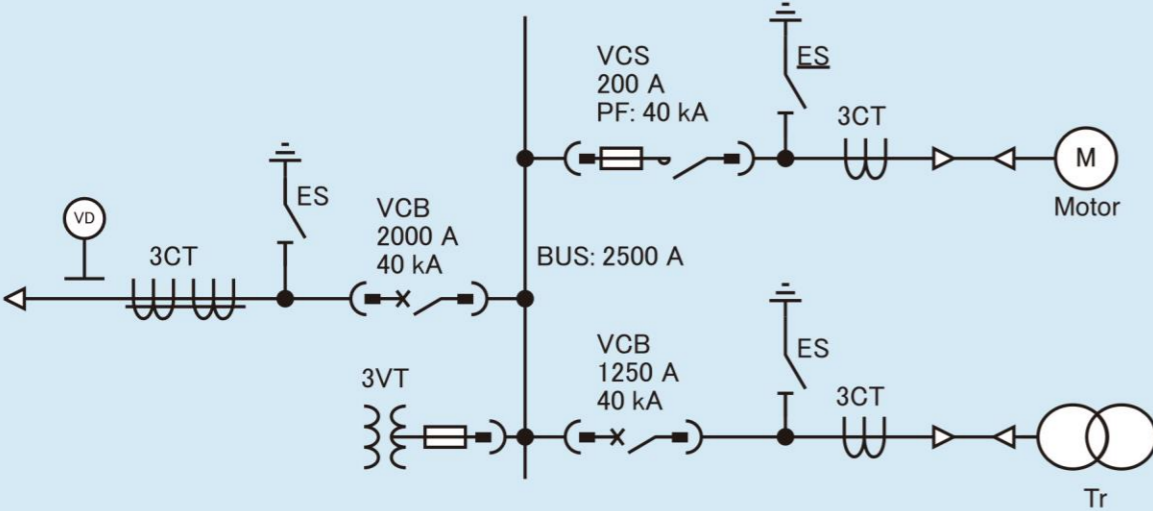 VCS
200 A
PF: 40 kA
ES
3CT
M
Motor
VD
3CT
ES
VCB
2000 A
40 kA
BUS: 2500 A
3VT
VCB
1250 A
40 kA
ES
3CT
Tr